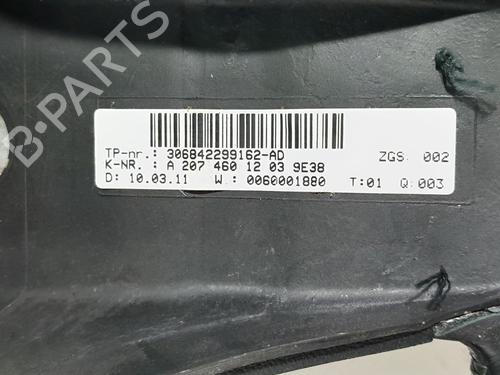 TP-nr.: 306842299162-AD
ZGS: 002
K-NR.: A 207 460 12 03 9E38
D: 10.03.11 W.: 0060001880 T:01 Q:003
B-PARTS